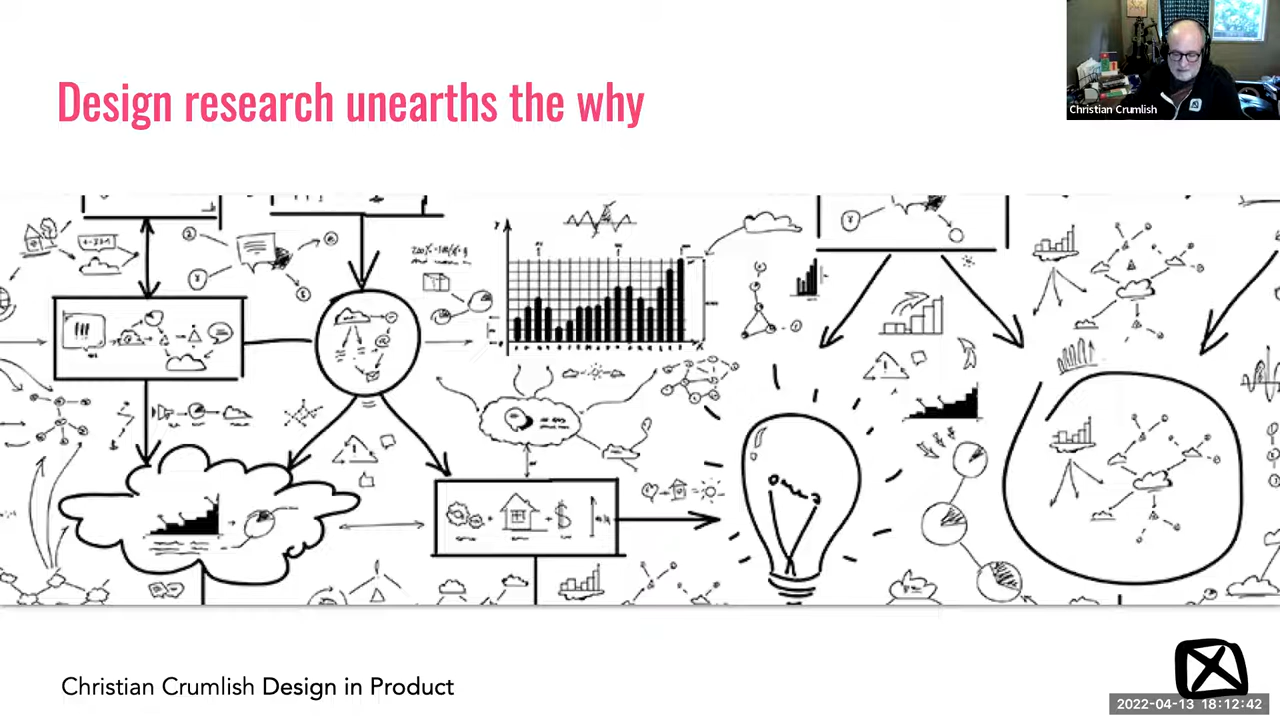 Design research unearths the why
Christian Crumlish
!!!
$
Christian Crumlish Design in Product
2022-04-13 18:12:42